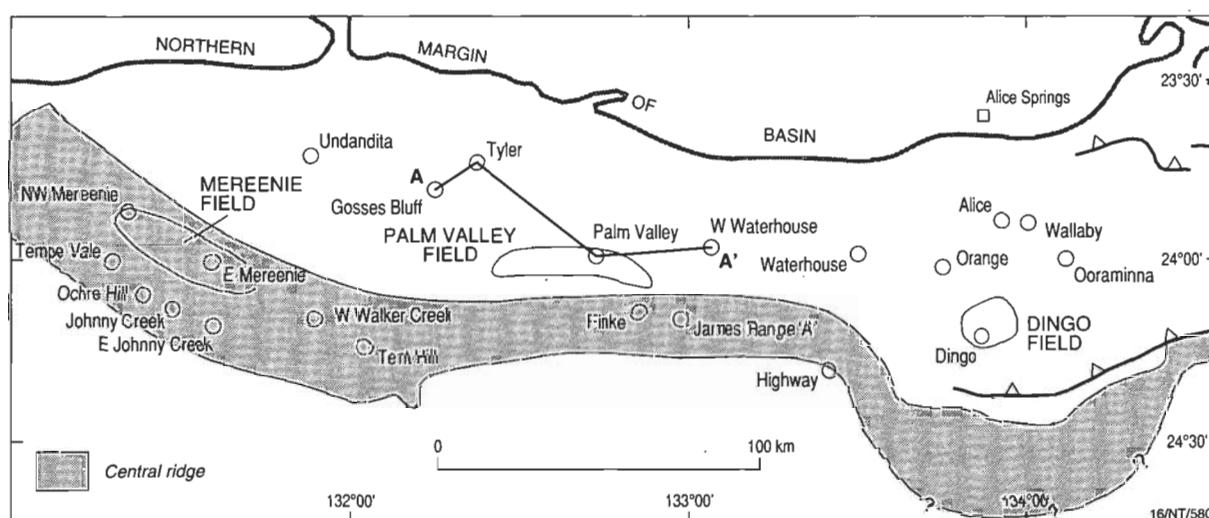 NORTHERN
MARGIN
OF
BASIN
23°30'
Alice Springs
Undandita
Tyler
A
Gosses Bluff
NW Mereenie
MEREENIE
FIELD
PALM VALLEY
FIELD
Palm Valley
W Waterhouse
A'
Waterhouse
Alice
Wallaby
Orange
Ooraminna
24°00'
Tempe Vale
E Mereenie
Ochre Hill
Johnny Creek
E Johnny Creek
W Walker Creek
Tent Hill
Finke
James Range 'A'
Highway
Dingo
DINGO
FIELD
0
100 km
24°30'
Central ridge
?
?
?
132°00'
133°00'
134°00'
16/NT/580